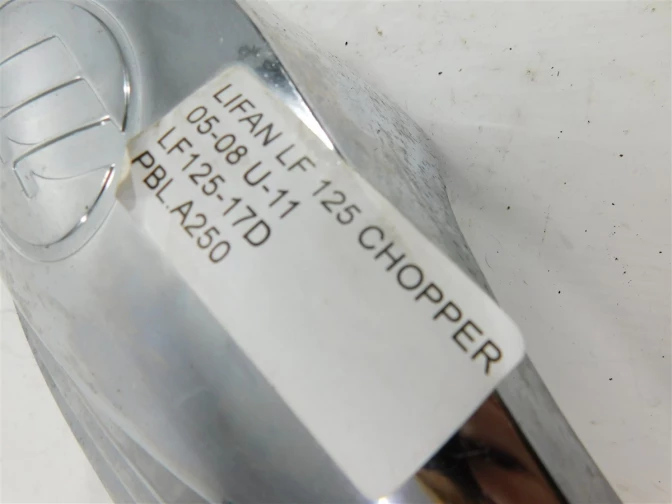 LIFAN LF 125 CHOPPER
05-08 U-11
LF125-17D
PBL A250